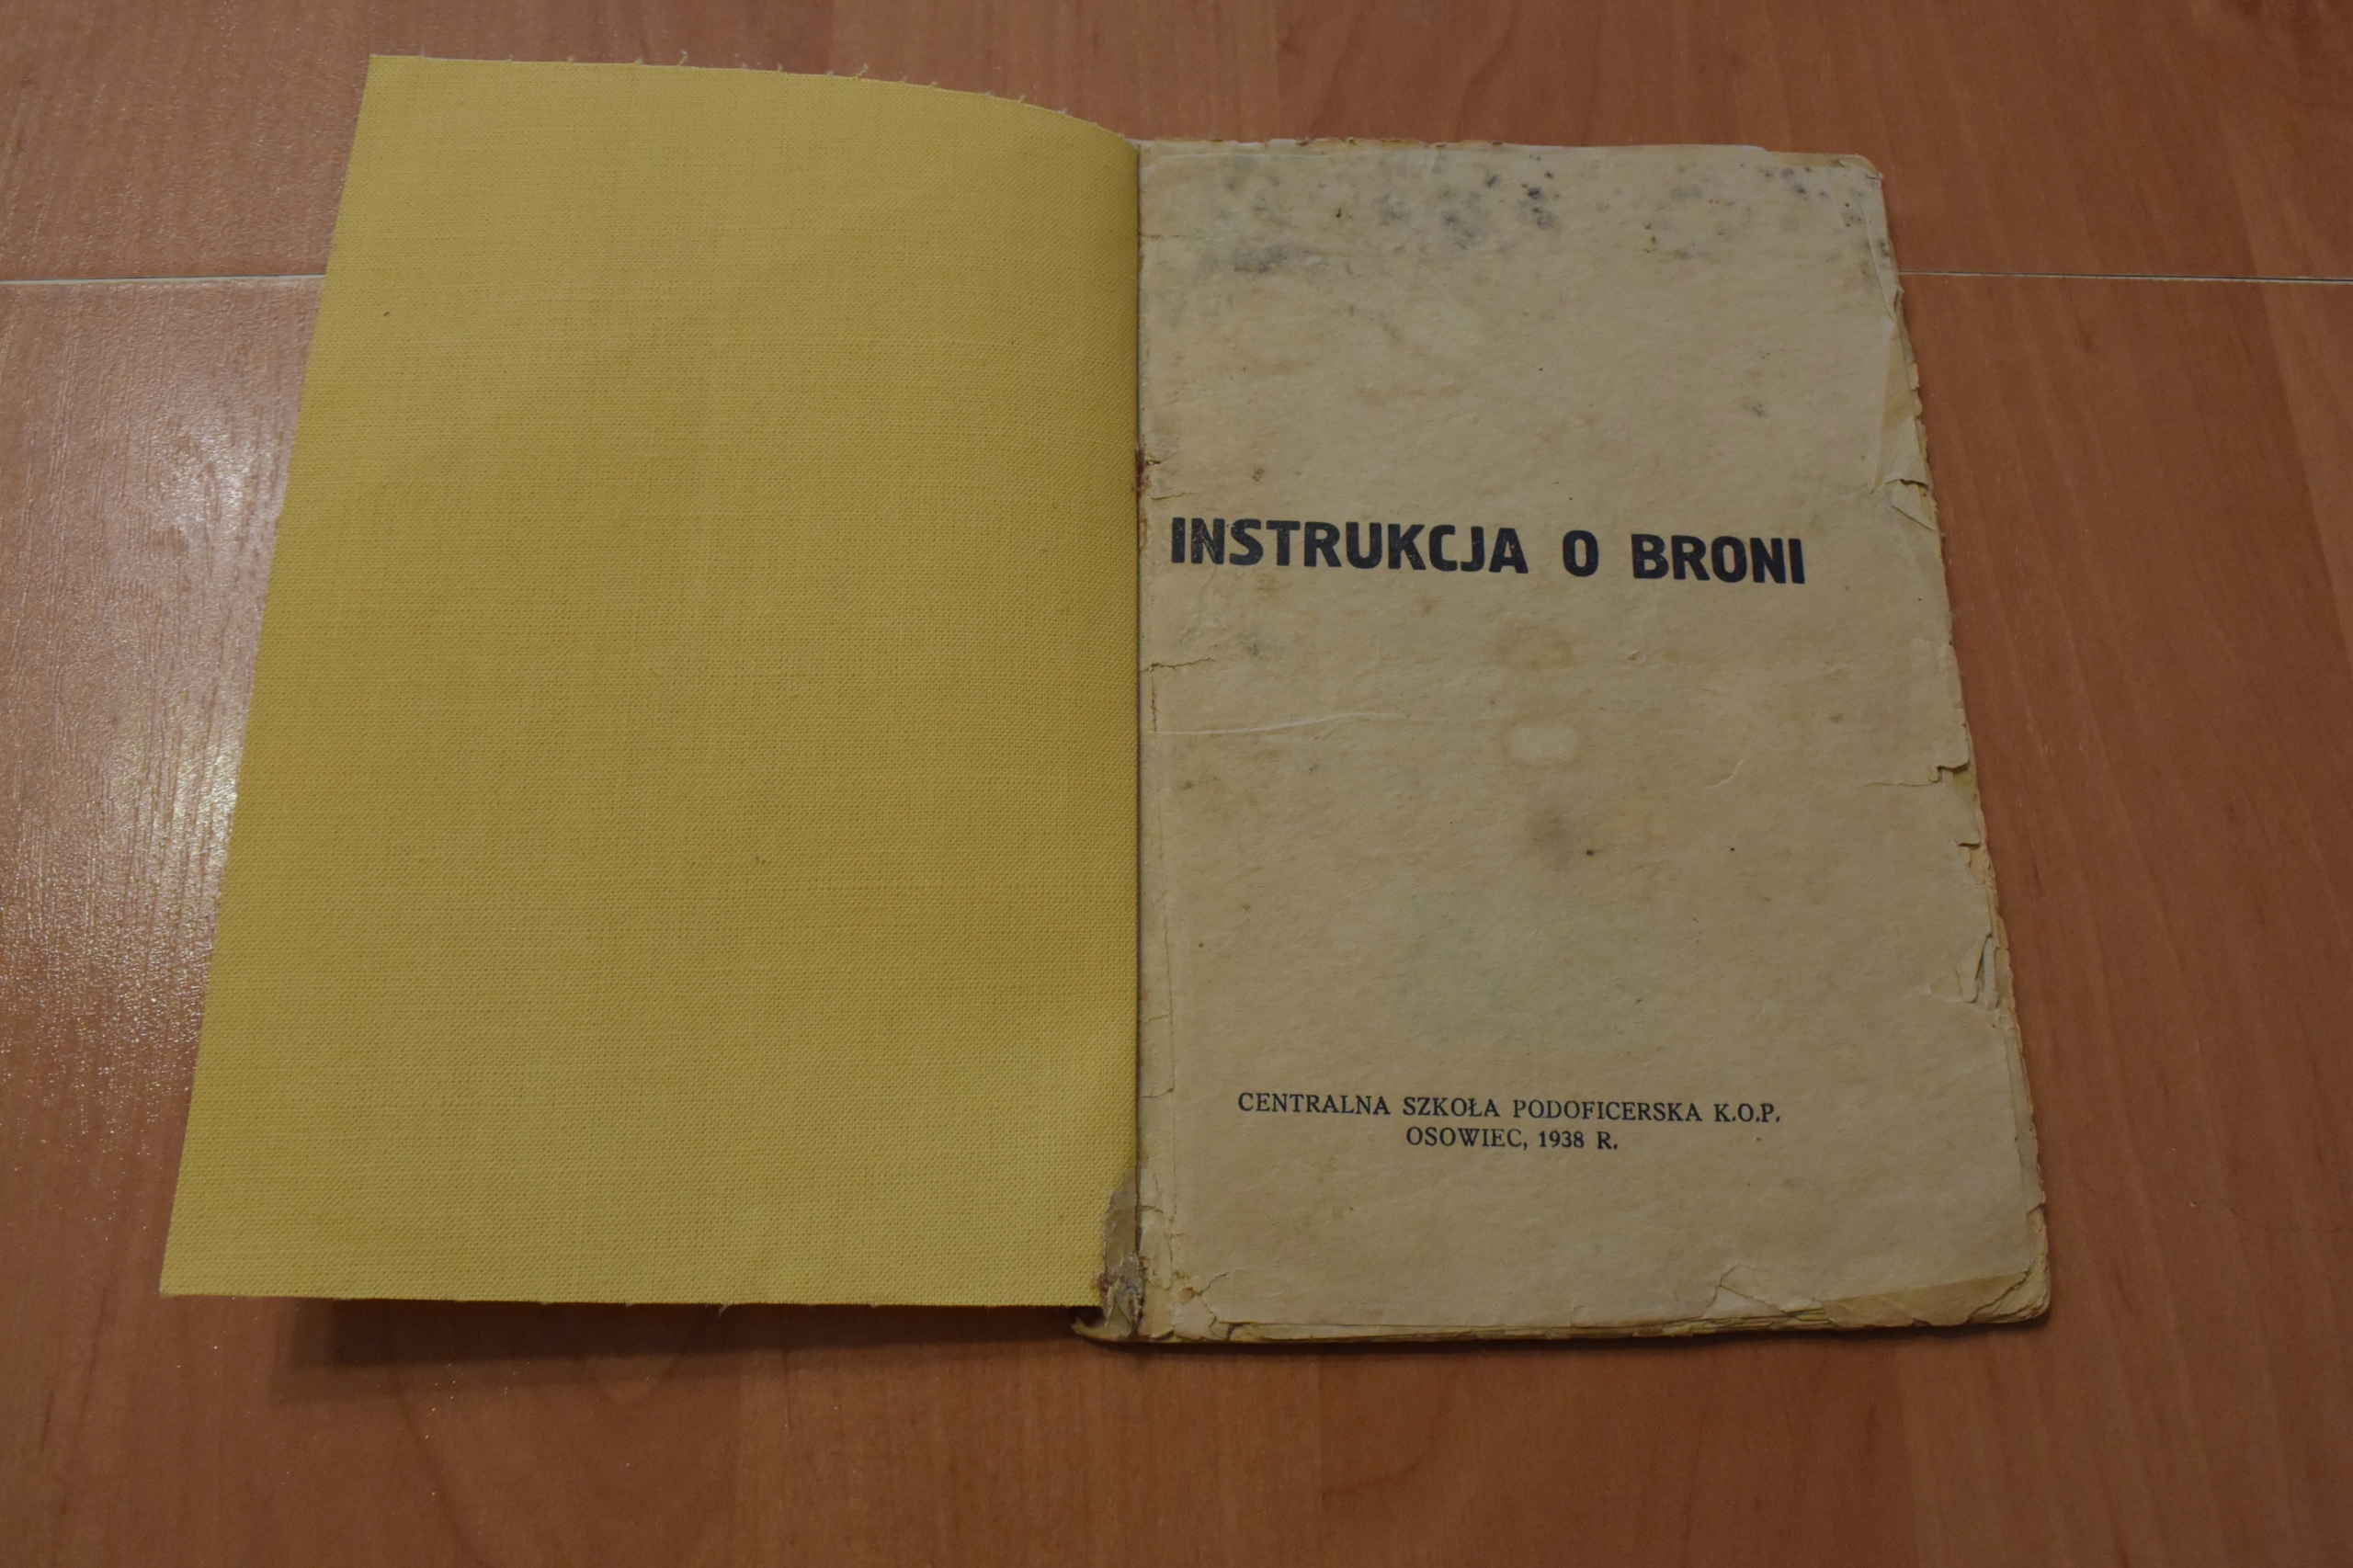 INSTRUKCJA O BRONI
CENTRALNA SZKOŁA PODOFICERSKA K.O.P.
OSOWIEC, 1938 R.